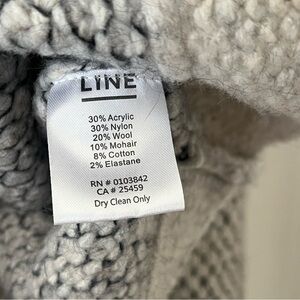 LINE
30% Acrylic
30% Nylon
20% Wool
10% Mohair
8% Cotton
2% Elastane
RN # 0103842
CA # 25459
Dry Clean Only